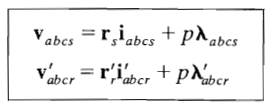 v_abcs = r_s i_abcs + pλ_abcs
v′_abcr = r′_r i′_abcr + pλ′_abcr